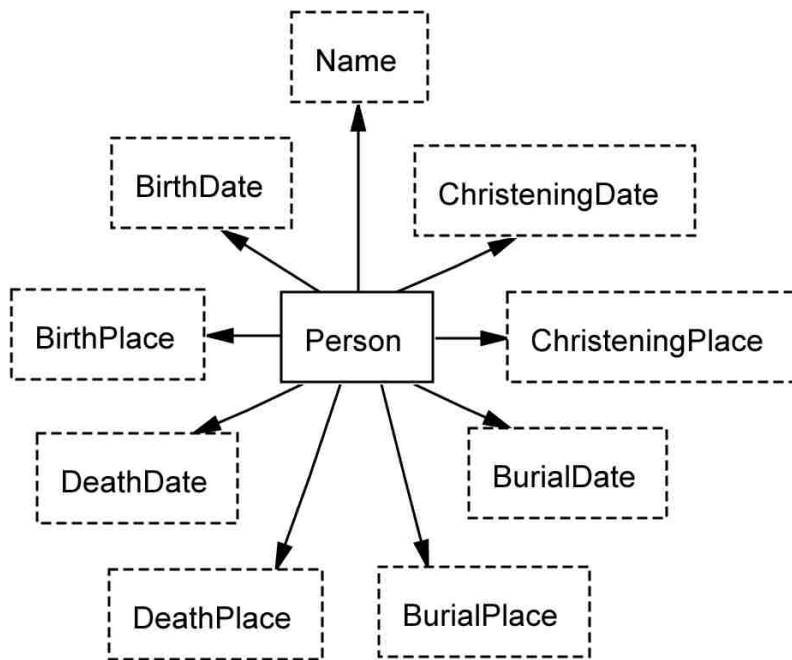 Name
BirthDate
ChristeningDate
BirthPlace
Person
ChristeningPlace
DeathDate
BurialDate
DeathPlace
BurialPlace